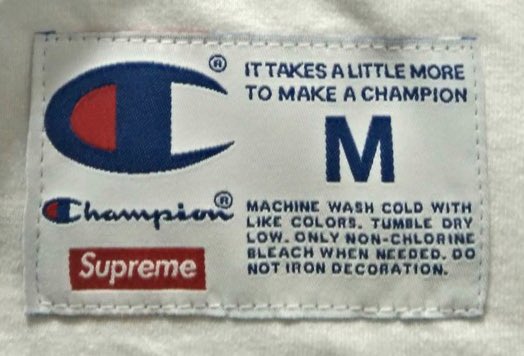 ®
IT TAKES A LITTLE MORE
TO MAKE A CHAMPION
M
Champion®
Supreme
MACHINE WASH COLD WITH
LIKE COLORS. TUMBLE DRY
LOW. ONLY NON-CHLORINE
BLEACH WHEN NEEDED. DO
NOT IRON DECORATION.